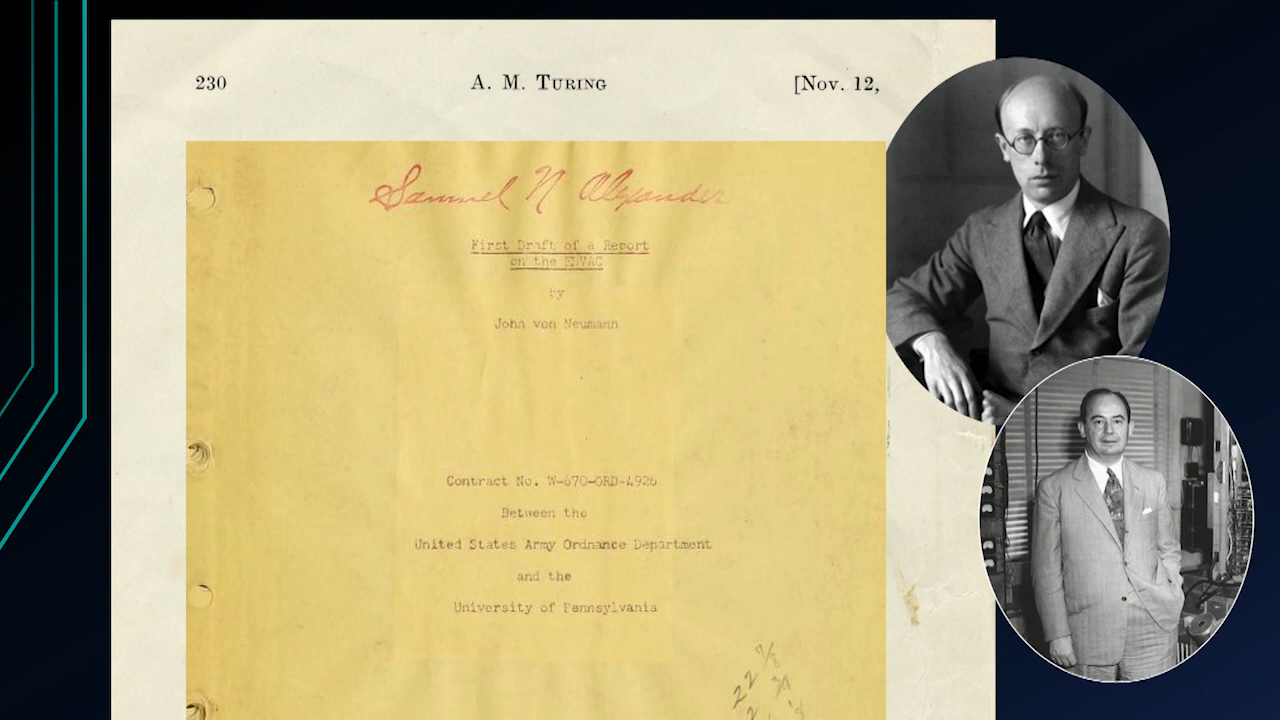 230 A. M. Turing [Nov. 12,
Samuel N Alexander
First Draft of a Report
on the EDVAC
by
John von Neumann
Contract No. W-670-ORD-4926
Between the
United States Army Ordnance Department
and the
University of Pennsylvania